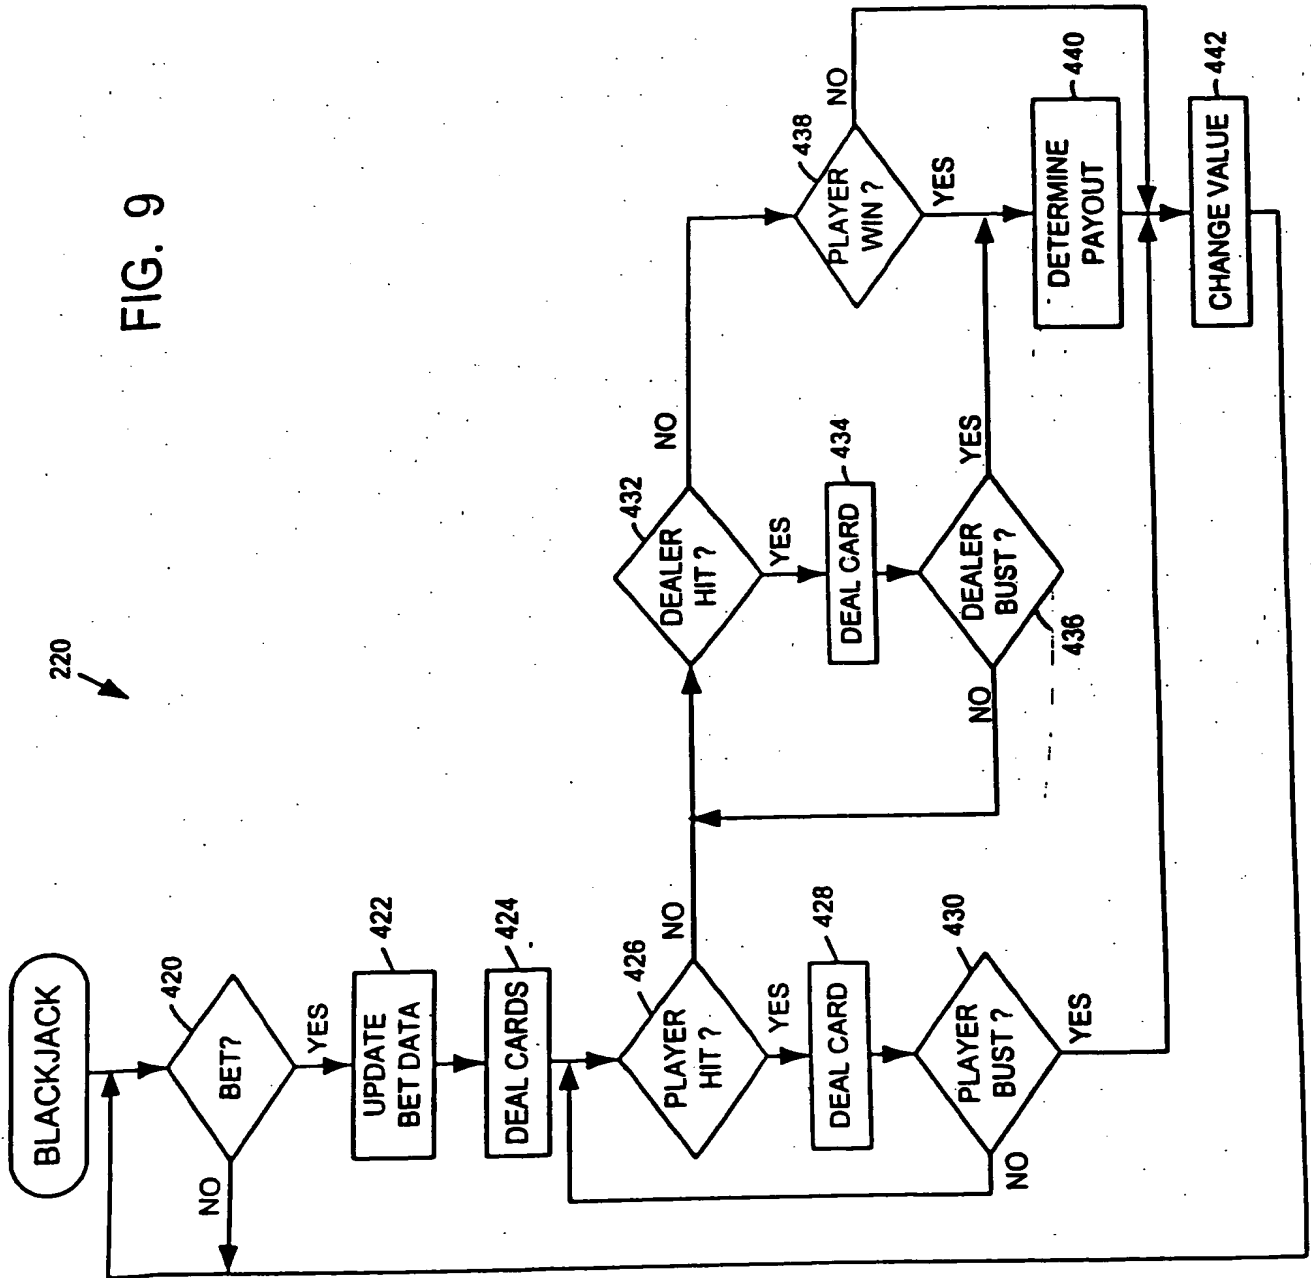 FIG. 9
220
BLACKJACK
420
BET?
NO
YES
422
UPDATE
BET DATA
424
DEAL CARDS
426
PLAYER
HIT ?
NO
YES
428
DEAL CARD
430
PLAYER
BUST ?
NO
YES
432
DEALER
HIT ?
NO
YES
434
DEAL CARD
DEALER
BUST ?
436
NO
YES
438
PLAYER
WIN ?
NO
YES
440
DETERMINE
PAYOUT
442
CHANGE VALUE